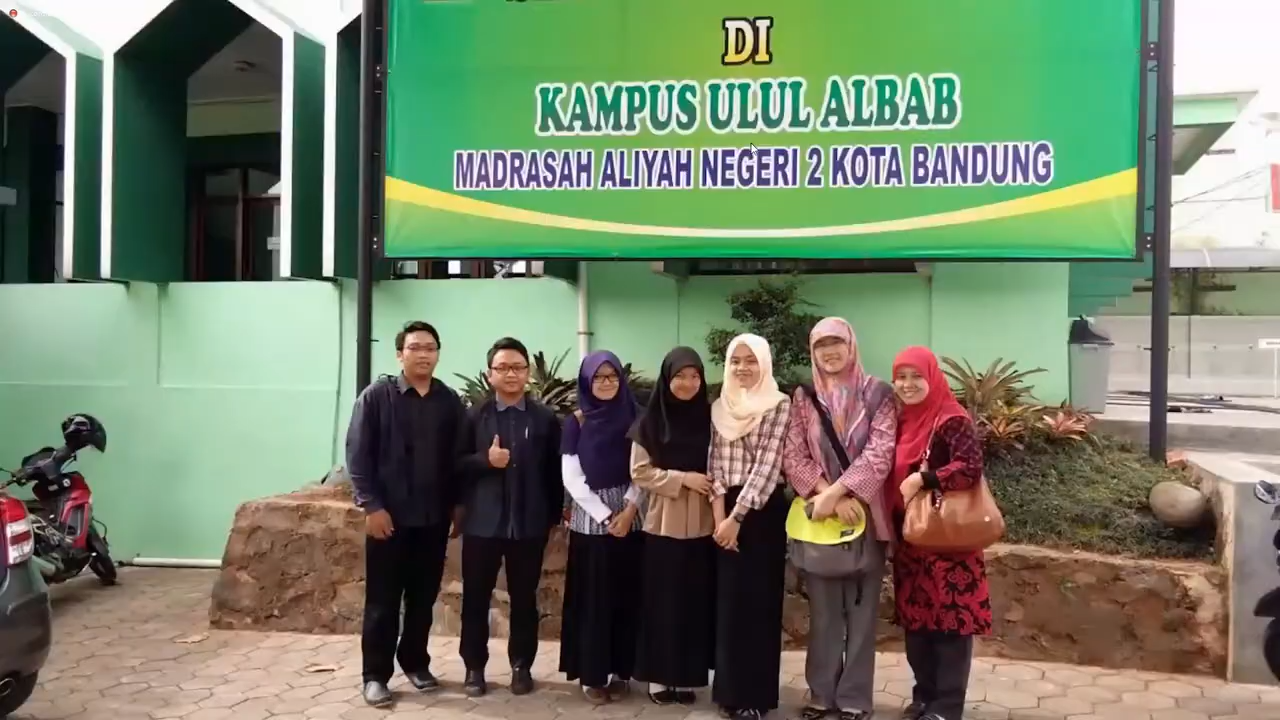 DI
KAMPUS ULUL ALBAB
MADRASAH ALIYAH NEGERI 2 KOTA BANDUNG